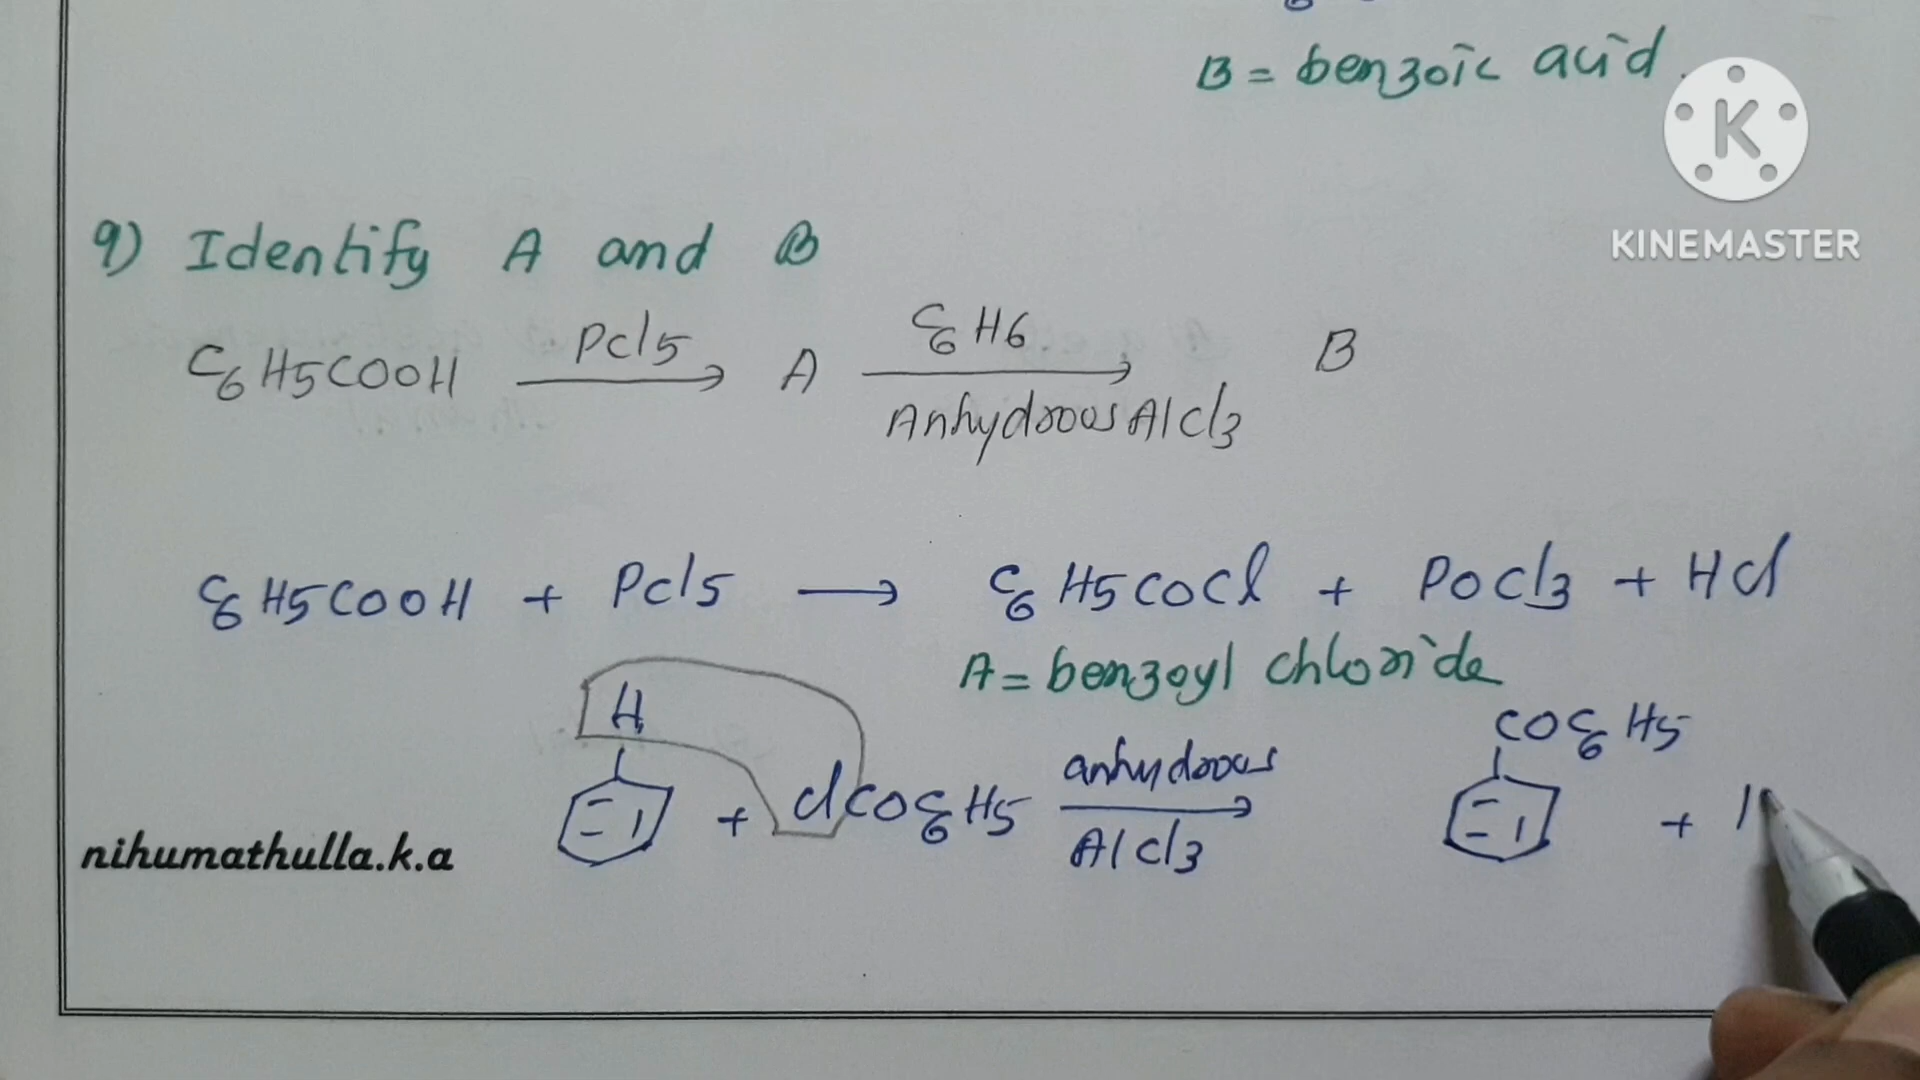 B = benzoic acid.
K
KINEMASTER
9) Identify A and B
C6H5COOH PCl5 → A C6H6 → B
Anhydrous AlCl3
C6H5COOH + PCl5 → C6H5COCl + POCl3 + HCl
A = benzoyl chloride
H
COC6H5
+ ClCOC6H5 anhydrous → +
AlCl3
nihumathulla.k.a